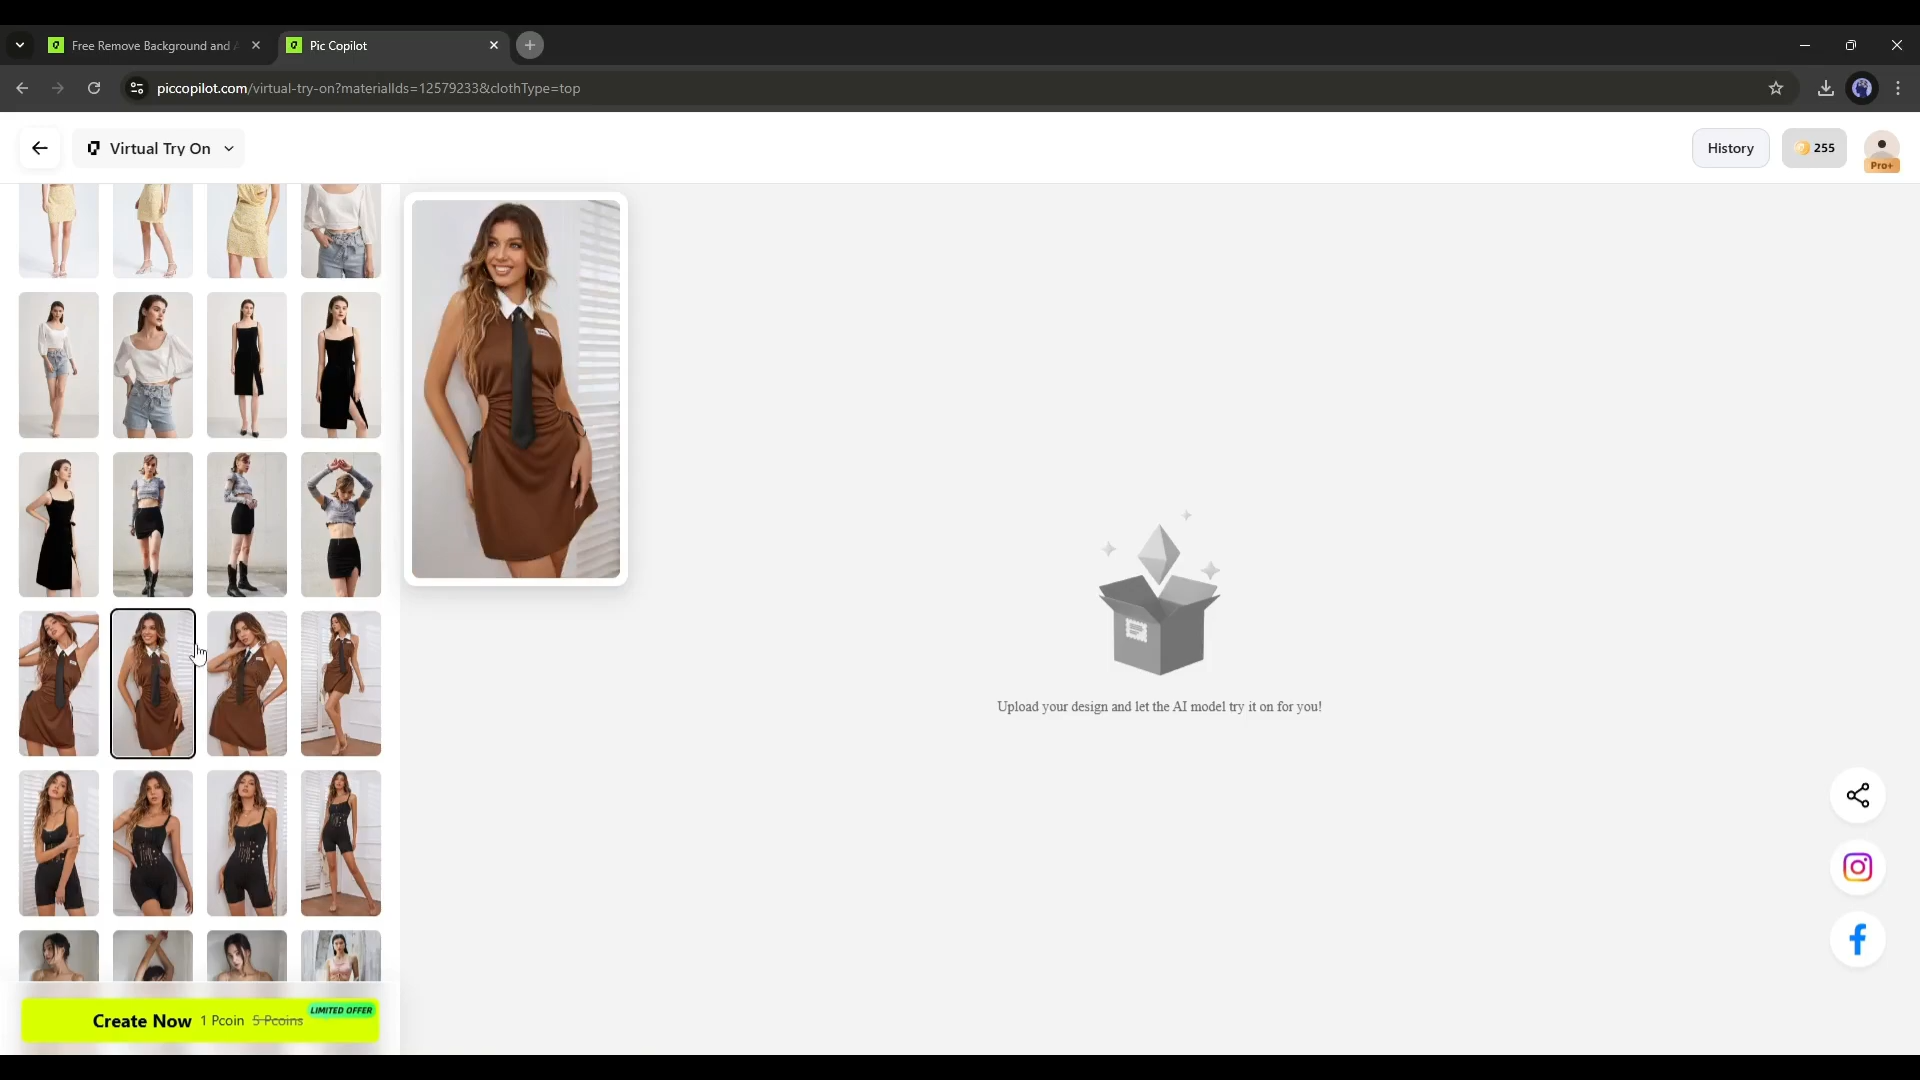 Free Remove Background and
Pic Copilot
piccopilot.com/virtual-try-on?materialIds=12579233&clothType=top
Virtual Try On
History
255
Pro+
Upload your design and let the AI model try it on for you!
LIMITED OFFER
Create Now 1 Pcoin 5 Pcoins